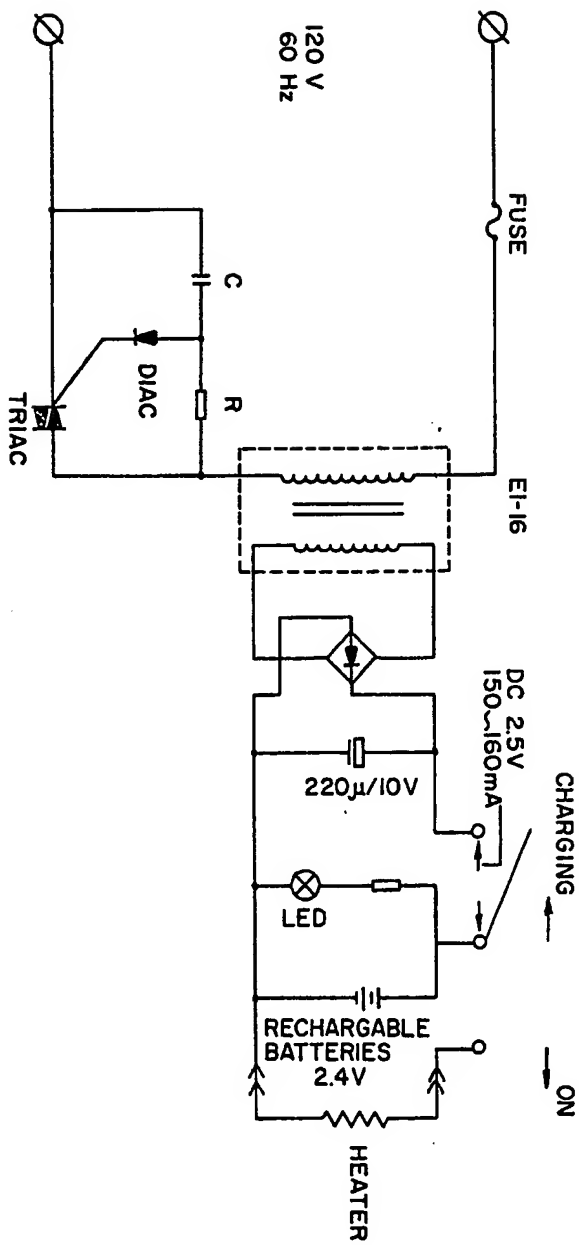 120 V
60 Hz
FUSE
C
DIAC
R
TRIAC
EI-16
DC 2.5V
150~160mA
CHARGING
220μ/10V
LED
RECHARGABLE
BATTERIES
2.4V
ON
HEATER